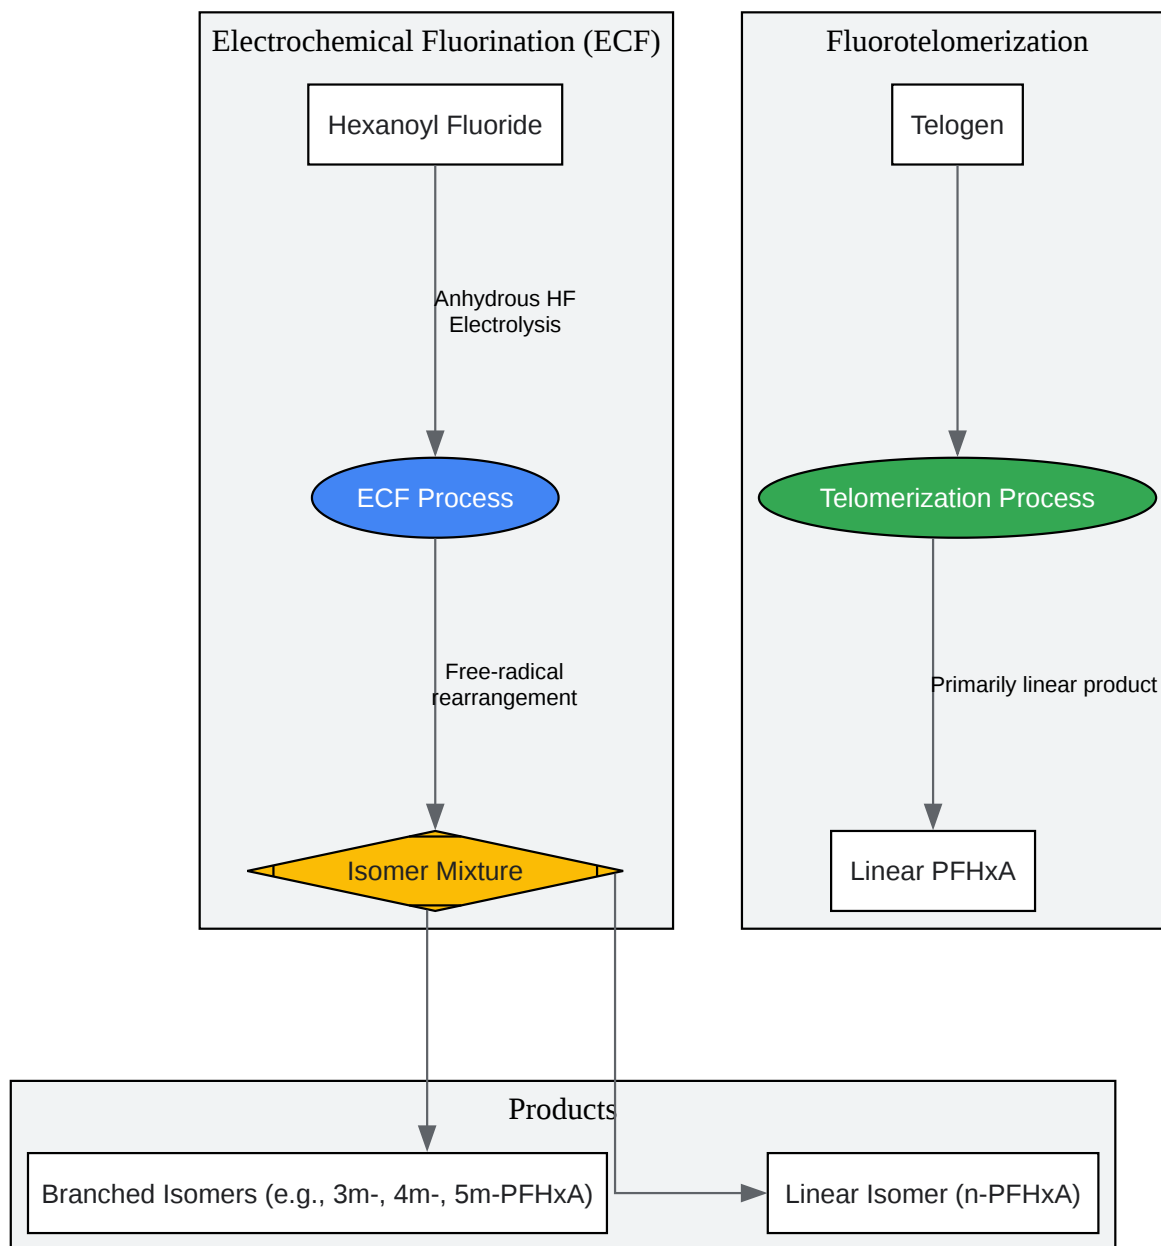 Electrochemical Fluorination (ECF)
Hexanoyl Fluoride
Anhydrous HF
Electrolysis
ECF Process
Free-radical
rearrangement
Isomer Mixture
Fluorotelomerization
Telogen
Telomerization Process
Primarily linear product
Linear PFHxA
Products
Branched Isomers (e.g., 3m-, 4m-, 5m-PFHxA)
Linear Isomer (n-PFHxA)